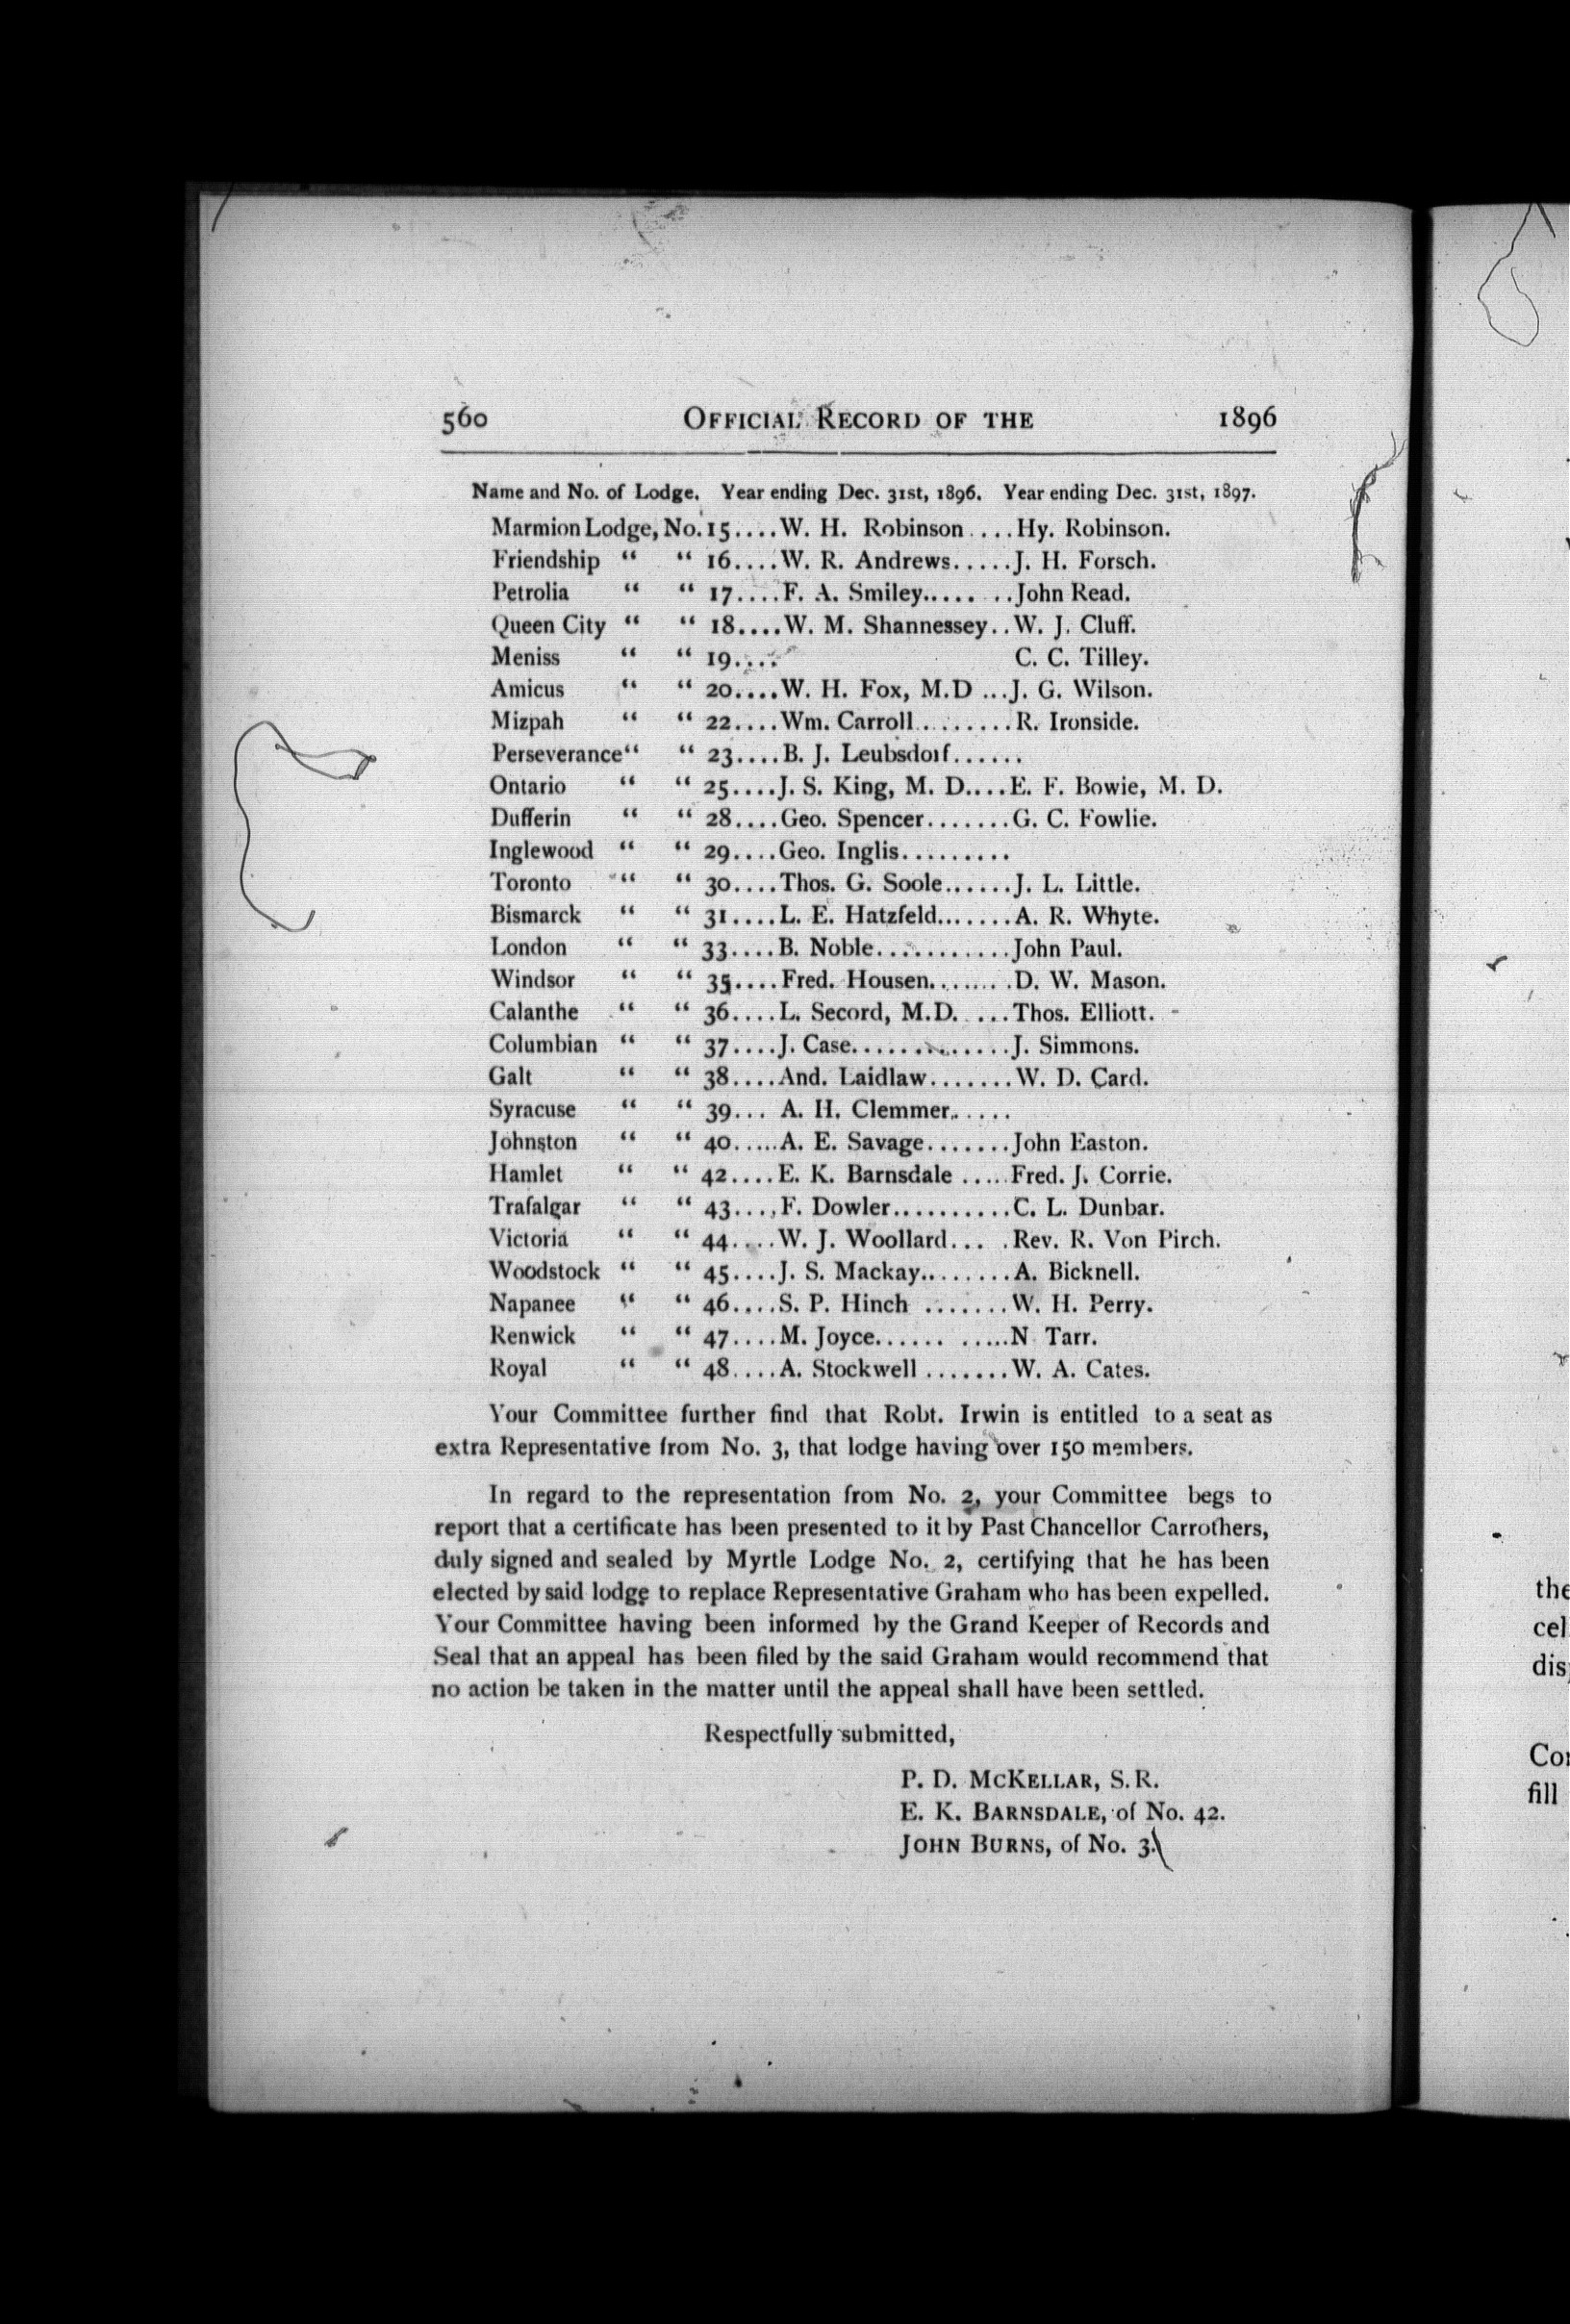 560 OFFICIAL RECORD OF THE 1896
Name and No. of Lodge. Year ending Dec. 31st, 1896. Year ending Dec. 31st, 1897.
Marmion Lodge, No. 15....W. H. Robinson....Hy. Robinson.
Friendship “ “ 16....W. R. Andrews.....J. H. Forsch.
Petrolia “ “ 17....F. A. Smiley..... ..John Read.
Queen City “ “ 18....W. M. Shannessey..W. J. Cluff.
Meniss “ “ 19.... C. C. Tilley.
Amicus “ “ 20....W. H. Fox, M.D ...J. G. Wilson.
Mizpah “ “ 22....Wm. Carroll........R. Ironside.
Perseverance“ “ 23....B. J. Leubsdorf......
Ontario “ “ 25....J. S. King, M. D....E. F. Bowie, M. D.
Dufferin “ “ 28....Geo. Spencer.......G. C. Fowlie.
Inglewood “ “ 29....Geo. Inglis.........
Toronto “ “ 30....Thos. G. Soole......J. L. Little.
Bismarck “ “ 31....L. E. Hatzfeld.......A. R. Whyte.
London “ “ 33....B. Noble...........John Paul.
Windsor “ “ 35....Fred. Housen........D. W. Mason.
Calanthe “ “ 36....L. Secord, M.D. ...Thos. Elliott.
Columbian “ “ 37....J. Case.............J. Simmons.
Galt “ “ 38....And. Laidlaw.......W. D. Card.
Syracuse “ “ 39... A. H. Clemmer......
Johnston “ “ 40.....A. E. Savage.......John Easton.
Hamlet “ “ 42....E. K. Barnsdale .....Fred. J. Corrie.
Trafalgar “ “ 43....F. Dowler..........C. L. Dunbar.
Victoria “ “ 44....W. J. Woollard... .Rev. R. Von Pirch.
Woodstock “ “ 45....J. S. Mackay........A. Bicknell.
Napanee “ “ 46....S. P. Hinch .......W. H. Perry.
Renwick “ “ 47....M. Joyce...... .....N Tarr.
Royal “ “ 48....A. Stockwell .......W. A. Cates.
Your Committee further find that Robt. Irwin is entitled to a seat as
extra Representative from No. 3, that lodge having over 150 members.
In regard to the representation from No. 2, your Committee begs to
report that a certificate has been presented to it by Past Chancellor Carrothers,
duly signed and sealed by Myrtle Lodge No. 2, certifying that he has been
elected by said lodge to replace Representative Graham who has been expelled.
Your Committee having been informed by the Grand Keeper of Records and
Seal that an appeal has been filed by the said Graham would recommend that
no action be taken in the matter until the appeal shall have been settled.
Respectfully submitted,
P. D. MCKELLAR, S.R.
E. K. BARNSDALE, of No. 42.
JOHN BURNS, of No. 3.
the
cel
dis
fill